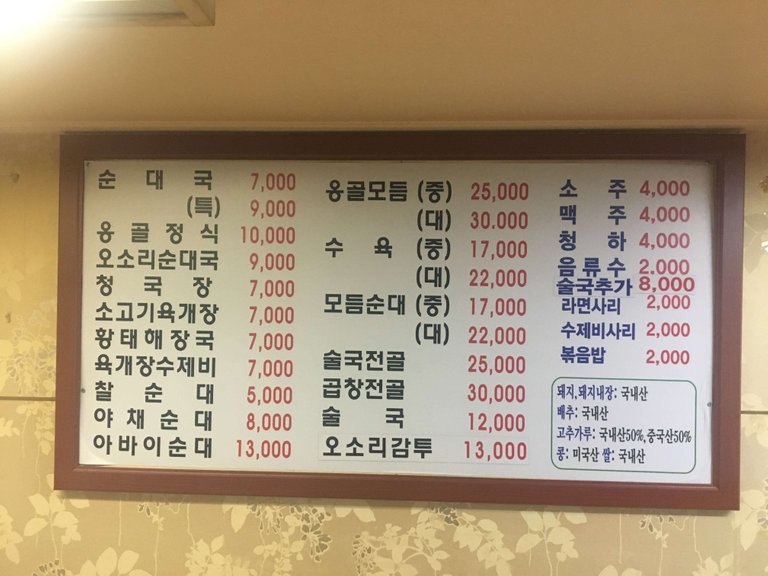 순대국 7,000
(특) 9,000
옹골정식 10,000
오소리순대국 9,000
청국장 7,000
소고기육개장 7,000
황태해장국 7,000
육개장수제비 7,000
찰순대 5,000
야채순대 8,000
아바이순대 13,000
옹골모듬 (중) 25,000
(대) 30.000
수육 (중) 17,000
(대) 22,000
모듬순대 (중) 17,000
(대) 22,000
술국전골 25,000
곱창전골 30,000
술국 12,000
오소리감투 13,000
소주 4,000
맥주 4,000
청하 4,000
음류수 2.000
술국추가 8,000
라면사리 2,000
수제비사리 2,000
볶음밥 2,000
돼지,돼지내장: 국내산
배추: 국내산
고추가루: 국내산50%,중국산50%
콩: 미국산 쌀: 국내산